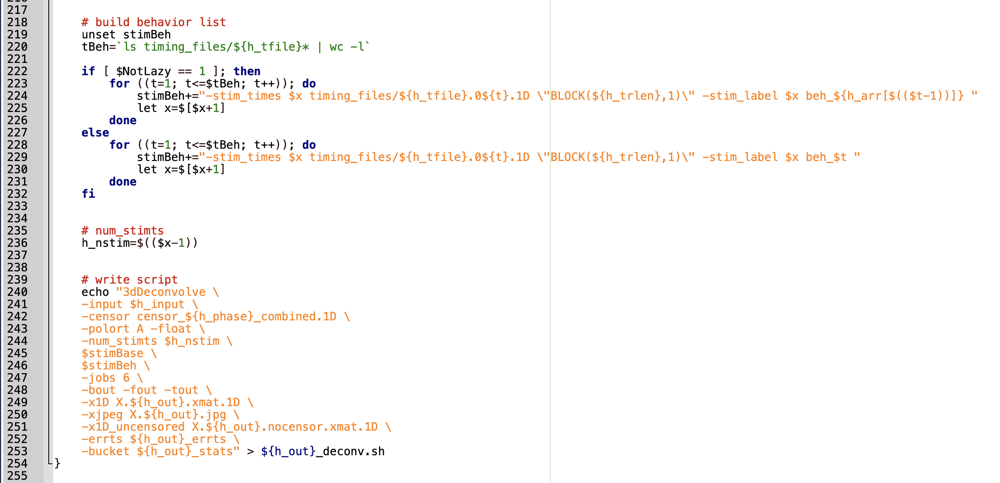 217
218 # build behavior list
219 unset stimBeh
220 tBeh=`ls timing_files/${h_tfile}* | wc -l`
221
222 if [ $NotLazy == 1 ]; then
223 for ((t=1; t<=$tBeh; t++)); do
224 stimBeh+="-stim_times $x timing_files/${h_tfile}.0${t}.1D \"BLOCK(${h_trlen},1)\" -stim_label $x beh_${h_arr[$(($t-1))]} "
225 let x=$[$x+1]
226 done
227 else
228 for ((t=1; t<=$tBeh; t++)); do
229 stimBeh+="-stim_times $x timing_files/${h_tfile}.0${t}.1D \"BLOCK(${h_trlen},1)\" -stim_label $x beh_$t "
230 let x=$[$x+1]
231 done
232 fi
233
234
235 # num_stimts
236 h_nstim=$(($x-1))
237
238
239 # write script
240 echo "3dDeconvolve \
241 -input $h_input \
242 -censor censor_${h_phase}_combined.1D \
243 -polort A -float \
244 -num_stimts $h_nstim \
245 $stimBase \
246 $stimBeh \
247 -jobs 6 \
248 -bout -fout -tout \
249 -x1D X.${h_out}.xmat.1D \
250 -xjpeg X.${h_out}.jpg \
251 -x1D_uncensored X.${h_out}.nocensor.xmat.1D \
252 -errts ${h_out}_errts \
253 -bucket ${h_out}_stats" > ${h_out}_deconv.sh
254 }
255